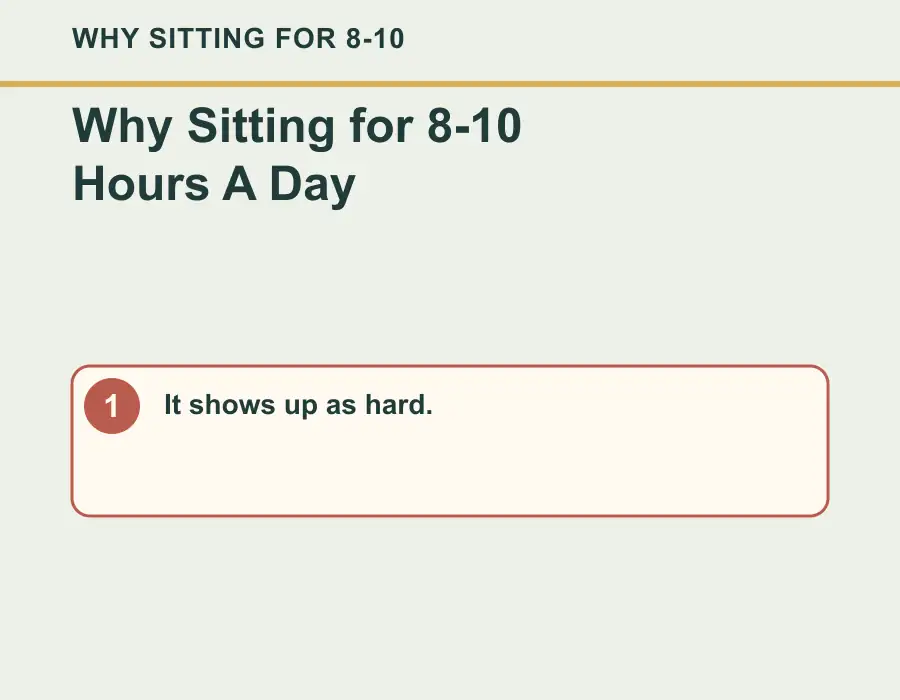 WHY SITTING FOR 8-10
Why Sitting for 8-10
Hours A Day
1
It shows up as hard.